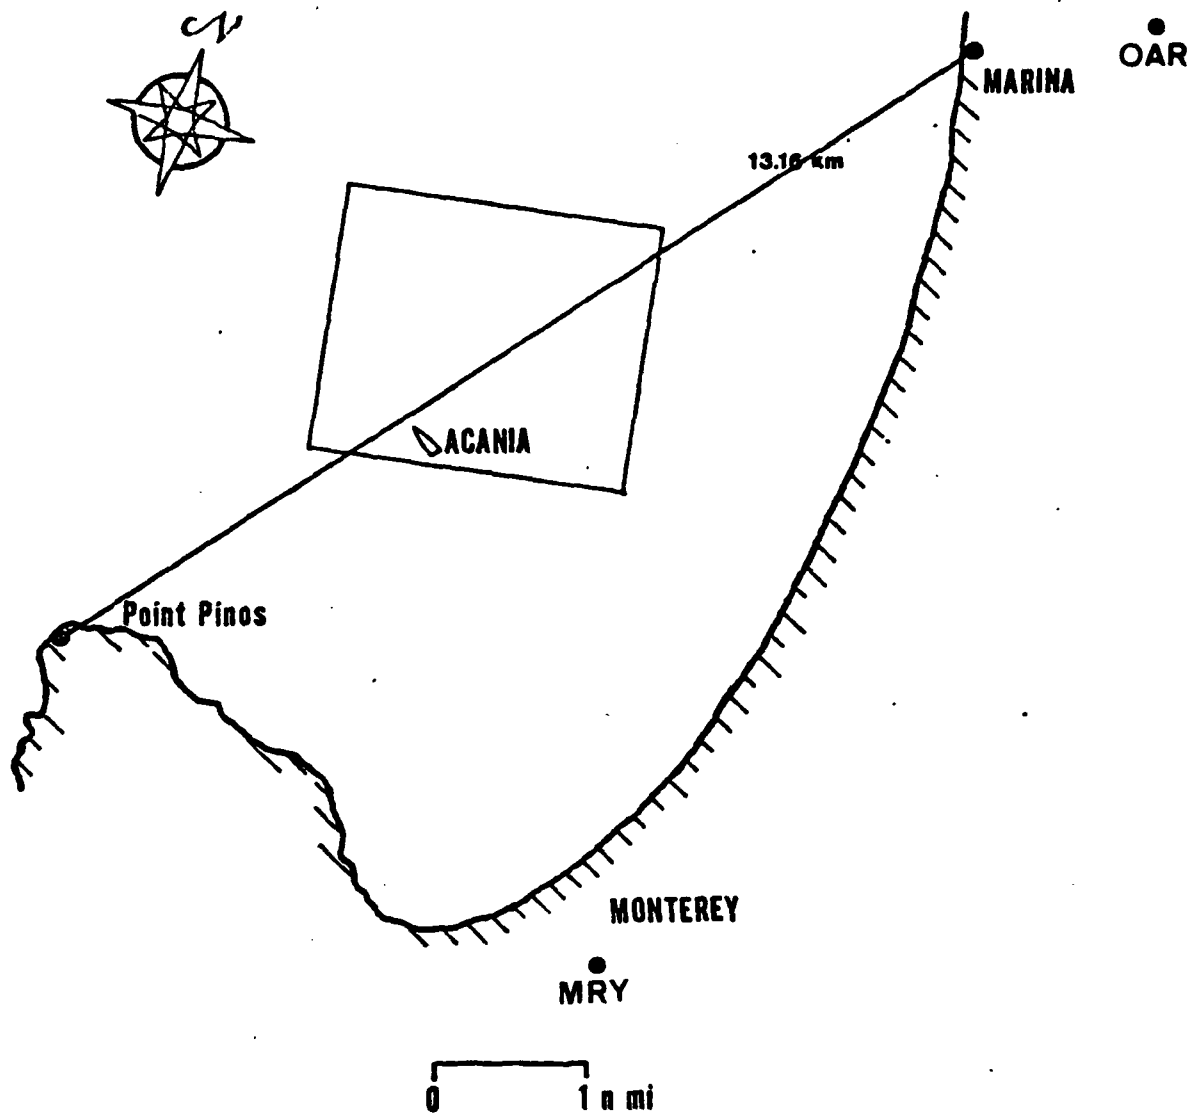 N
OAR
MARINA
13.16 km
ACANIA
Point Pinos
MONTEREY
MRY
0 1 n mi